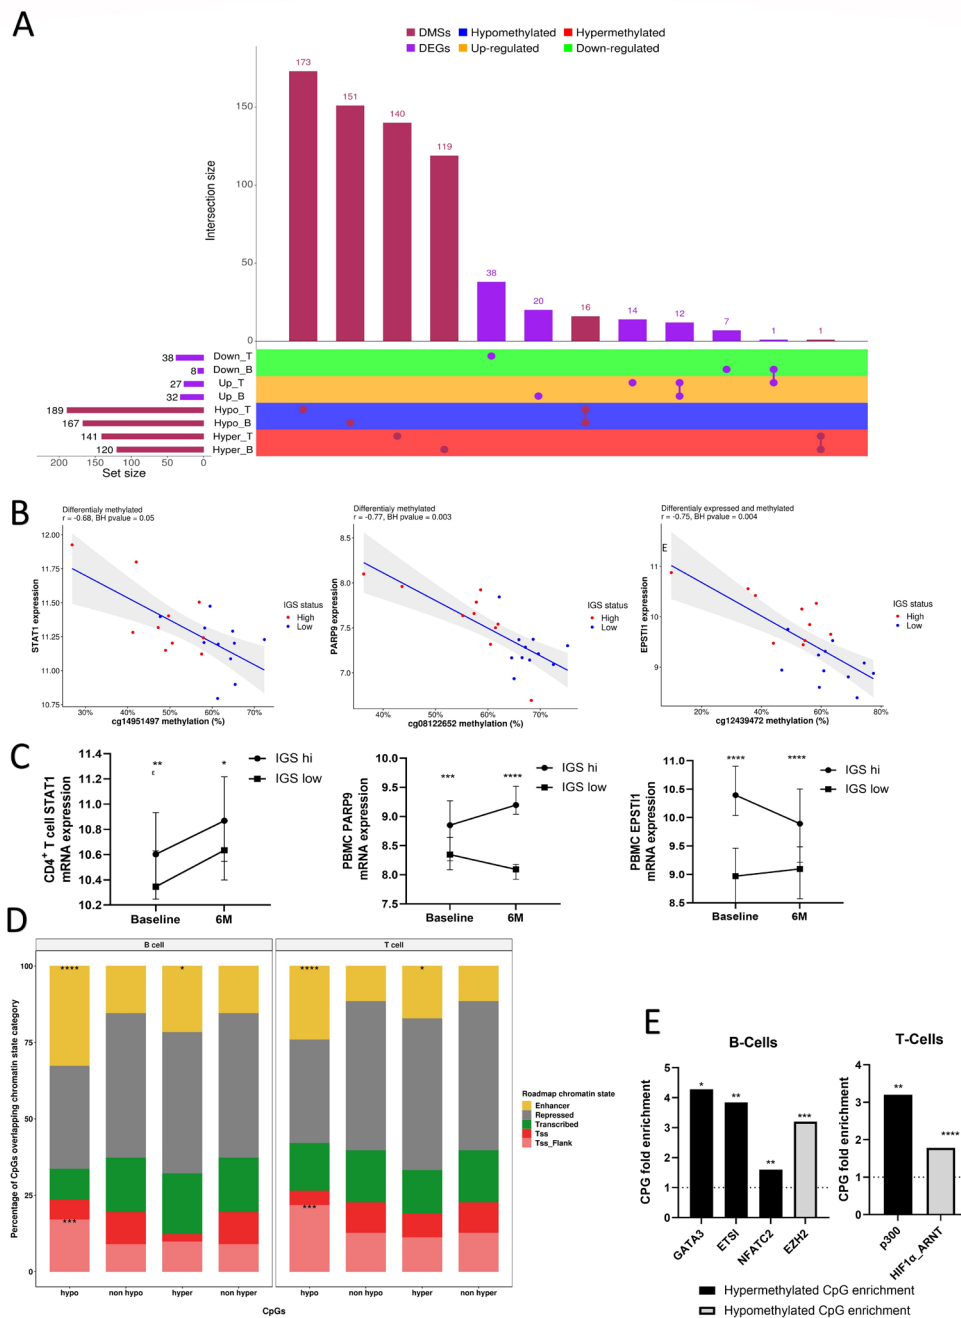 A
DMSs
Hypomethylated
Hypermethylated
DEGs
Up-regulated
Down-regulated
Intersection size
150
100
50
0
173
151
140
119
38
20
16
14
12
7
1
1
38 Down_T
8 Down_B
27 Up_T
32 Up_B
189 Hypo_T
167 Hypo_B
141 Hyper_T
120 Hyper_B
200 150 100 50 0
Set size
B
Differentialy methylated
r = -0.68, BH pvalue = 0.05
STAT1 expression
12.00
11.75
11.50
11.25
11.00
10.75
30% 40% 50% 60% 70%
cg14951497 methylation (%)
IGS status
High
Low
Differentialy methylated
r = -0.77, BH pvalue = 0.003
PARP9 expression
8.5
8.0
7.5
7.0
40% 50% 60% 70%
cg08122652 methylation (%)
IGS status
High
Low
Differentialy expressed and methylated
r = -0.75, BH pvalue = 0.004
E
EPSTI1 expression
11
10
9
20% 40% 60% 80%
cg12439472 methylation (%)
IGS status
High
Low
C
CD4+ T cell STAT1
mRNA expression
11.4
11.2
11.0
10.8
10.6
10.4
10.2
**
ε
*
IGS hi
IGS low
Baseline 6M
PBMC PARP9
mRNA expression
10.0
9.5
9.0
8.5
8.0
7.5
***
****
IGS hi
IGS low
Baseline 6M
PBMC EPSTI1
mRNA expression
11.0
10.5
10.0
9.5
9.0
8.5
****
****
IGS hi
IGS low
Baseline 6M
D
B cell
T cell
Percentage of CpGs overlapping chromatin state category
100
75
50
25
0
****
*
***
****
*
***
hypo non hypo hyper non hyper
hypo non hypo hyper non hyper
CpGs
Roadmap chromatin state
Enhancer
Repressed
Transcribed
Tss
Tss_Flank
E
B-Cells
CPG fold enrichment
5
4
3
2
1
0
*
**
**
***
GATA3
ETSI
NFATC2
EZH2
T-Cells
CPG fold enrichment
4
3
2
1
0
**
****
p300
HIF1α_ARNT
Hypermethylated CpG enrichment
Hypomethylated CpG enrichment